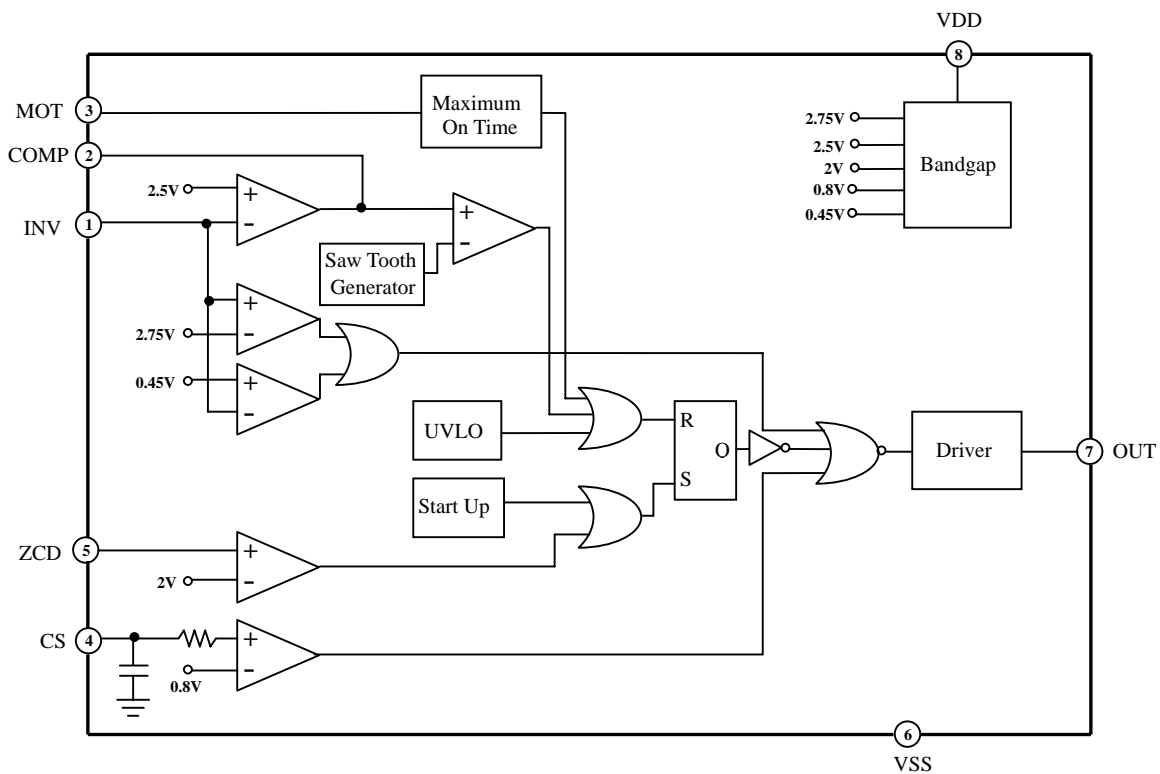 VDD
8
MOT
3
Maximum
On Time
2.75V
2.5V
2V
0.8V
0.45V
Bandgap
COMP
2
2.5V
+
-
INV
1
+
-
Saw Tooth
Generator
+
-
2.75V
0.45V
+
-
UVLO
R
S
O
Driver
7
OUT
Start Up
ZCD
5
+
-
2V
CS
4
+
-
0.8V
6
VSS